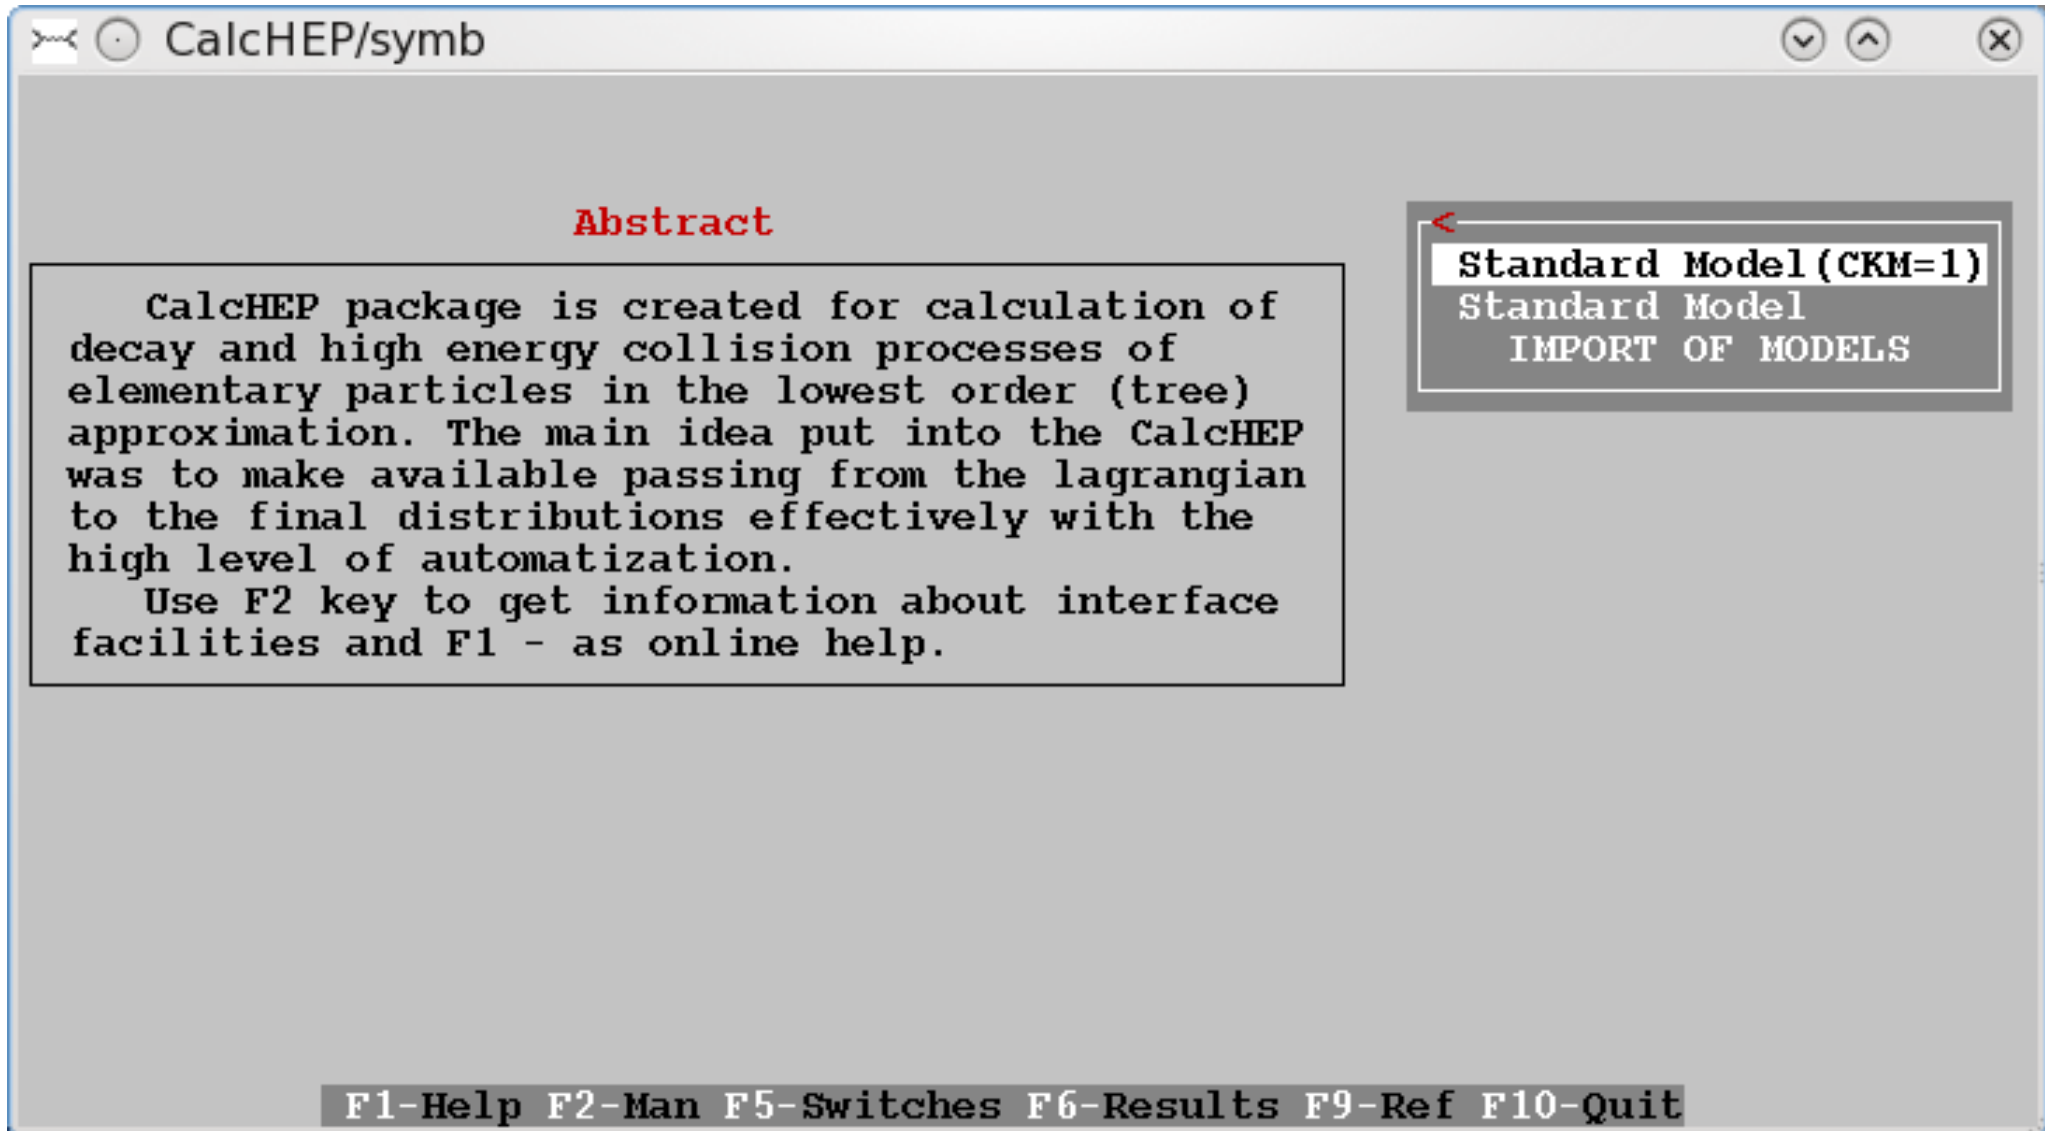 CalcHEP/symb
Abstract
CalcHEP package is created for calculation of
decay and high energy collision processes of
elementary particles in the lowest order (tree)
approximation. The main idea put into the CalcHEP
was to make available passing from the lagrangian
to the final distributions effectively with the
high level of automatization.
Use F2 key to get information about interface
facilities and F1 - as online help.
<
Standard Model(CKM=1)
Standard Model
IMPORT OF MODELS
F1-Help F2-Man F5-Switches F6-Results F9-Ref F10-Quit